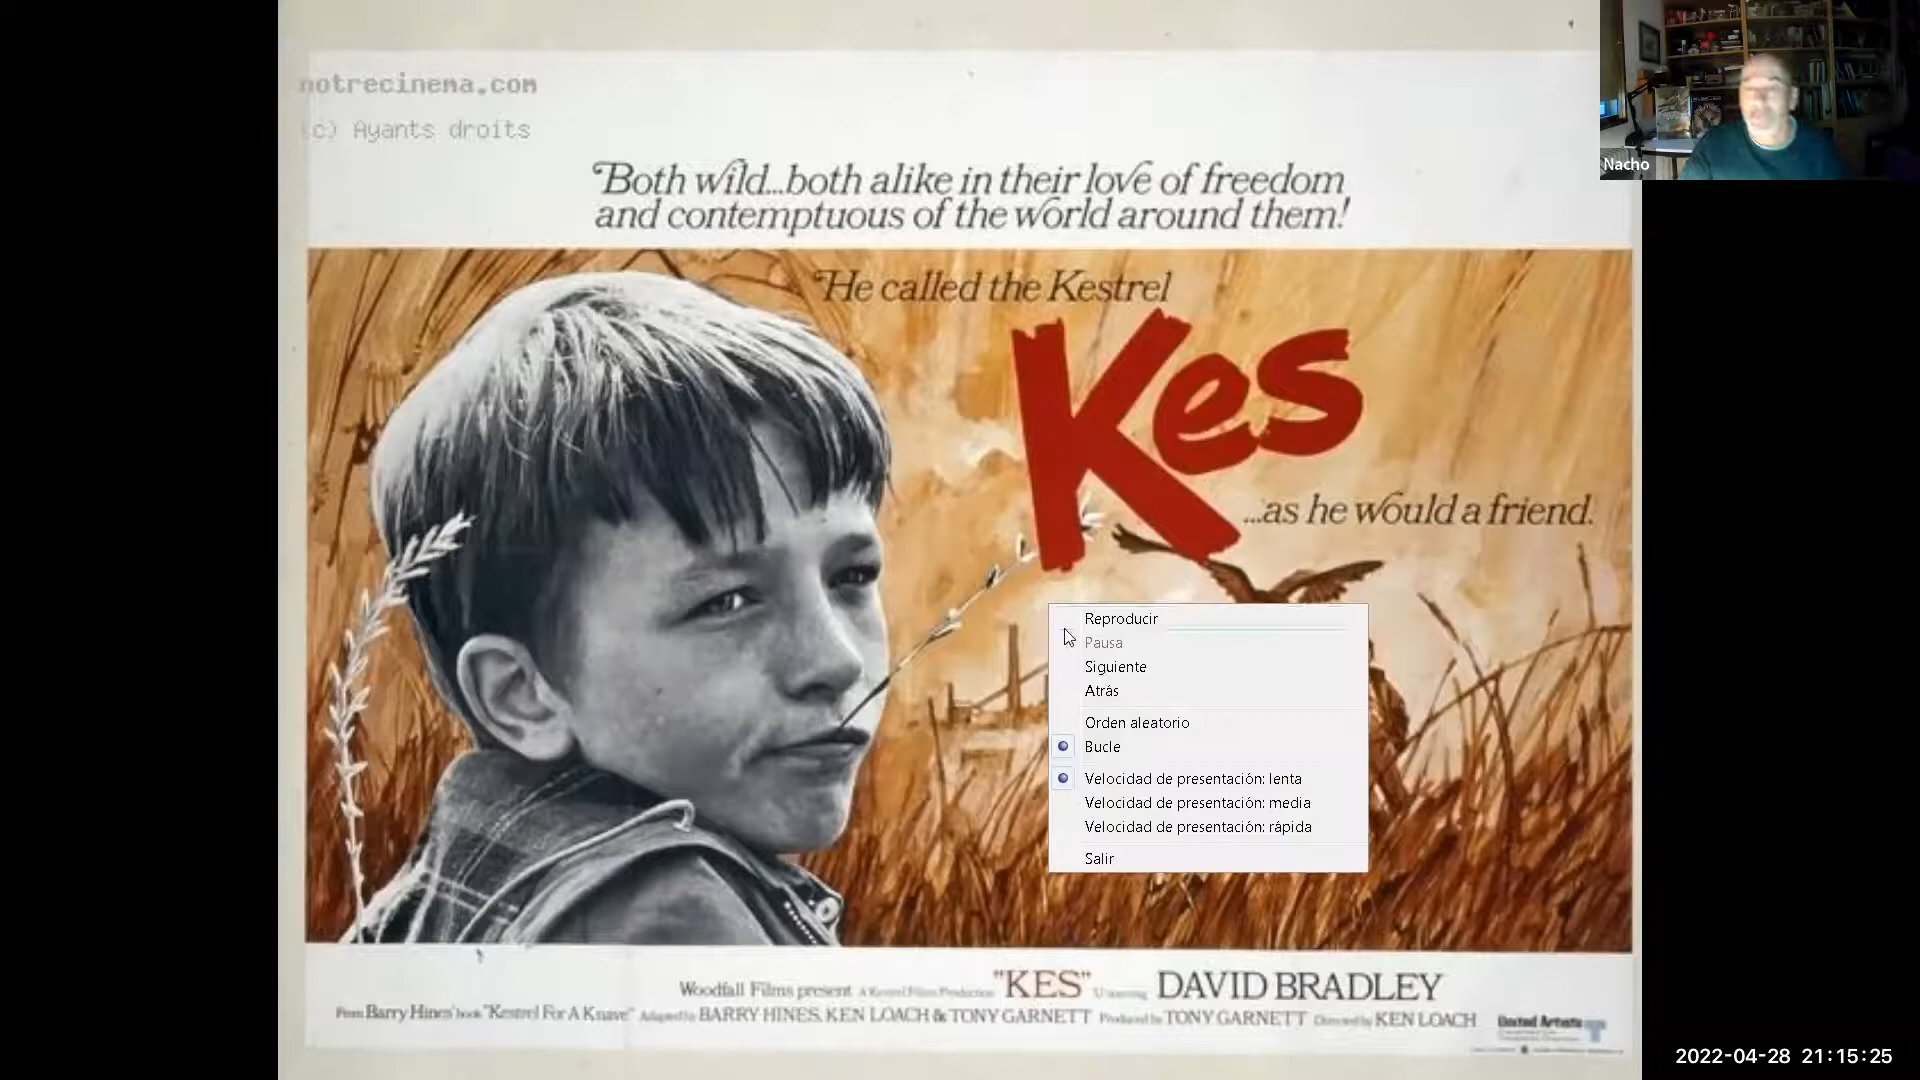 notrecinema.com
(c) Ayants droits
Nacho
Both wild...both alike in their love of freedom
and contemptuous of the world around them!
He called the Kestrel
Kes
...as he would a friend.
Reproducir
Pausa
Siguiente
Atrás
Orden aleatorio
Bucle
Velocidad de presentación: lenta
Velocidad de presentación: media
Velocidad de presentación: rápida
Salir
Woodfall Films present A Kestrel Films Production "KES" DAVID BRADLEY
From Barry Hines' book "Kestrel For A Knave" Adapted by BARRY HINES, KEN LOACH & TONY GARNETT Produced by TONY GARNETT Directed by KEN LOACH
United Artists
2022-04-28 21:15:25